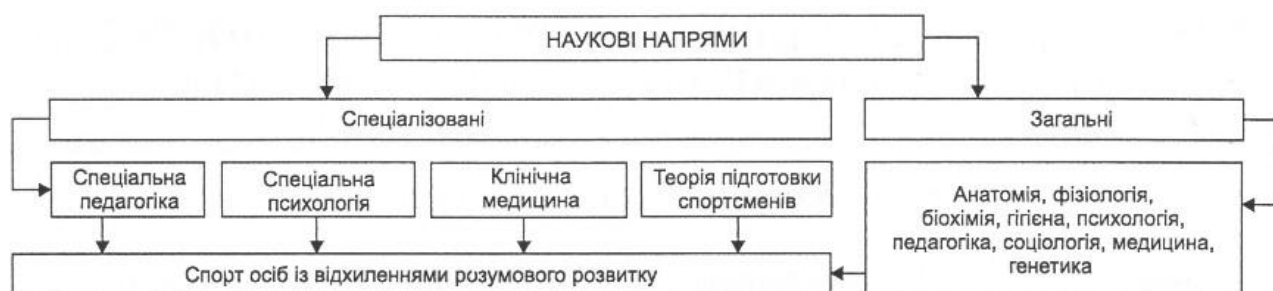 НАУКОВІ НАПРЯМИ
Спеціалізовані
Загальні
Спеціальна
педагогіка
Спеціальна
психологія
Клінічна
медицина
Теорія підготовки
спортсменів
Анатомія, фізіологія,
біохімія, гігієна, психологія,
педагогіка, соціологія, медицина,
генетика
Спорт осіб із відхиленнями розумового розвитку